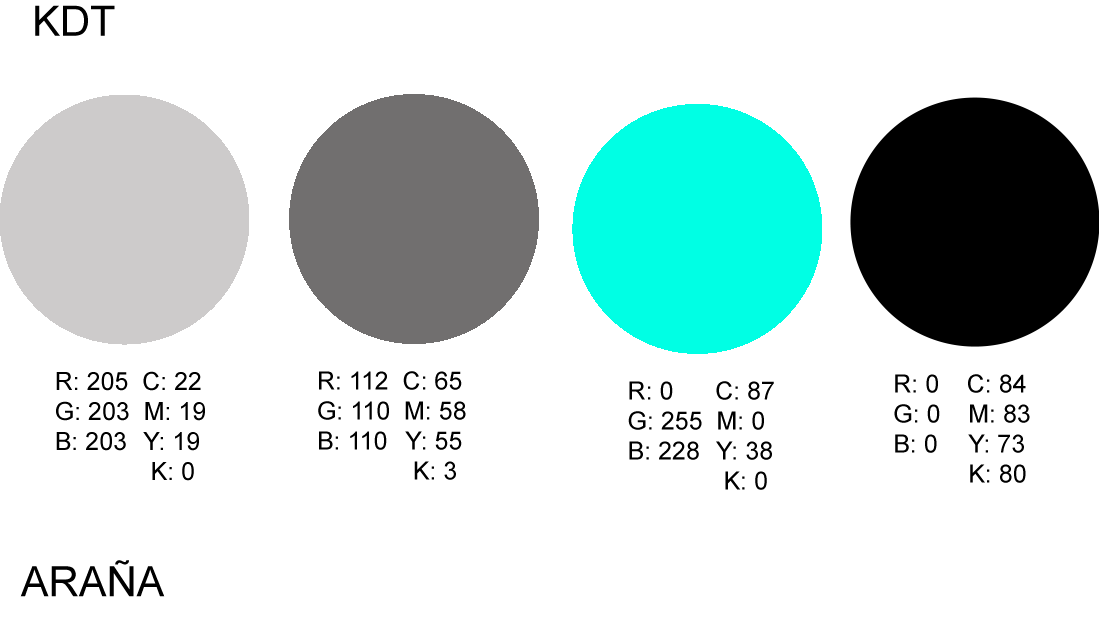 KDT
R: 205 C: 22
G: 203 M: 19
B: 203 Y: 19
K: 0
R: 112 C: 65
G: 110 M: 58
B: 110 Y: 55
K: 3
R: 0 C: 87
G: 255 M: 0
B: 228 Y: 38
K: 0
R: 0 C: 84
G: 0 M: 83
B: 0 Y: 73
K: 80
ARAÑA